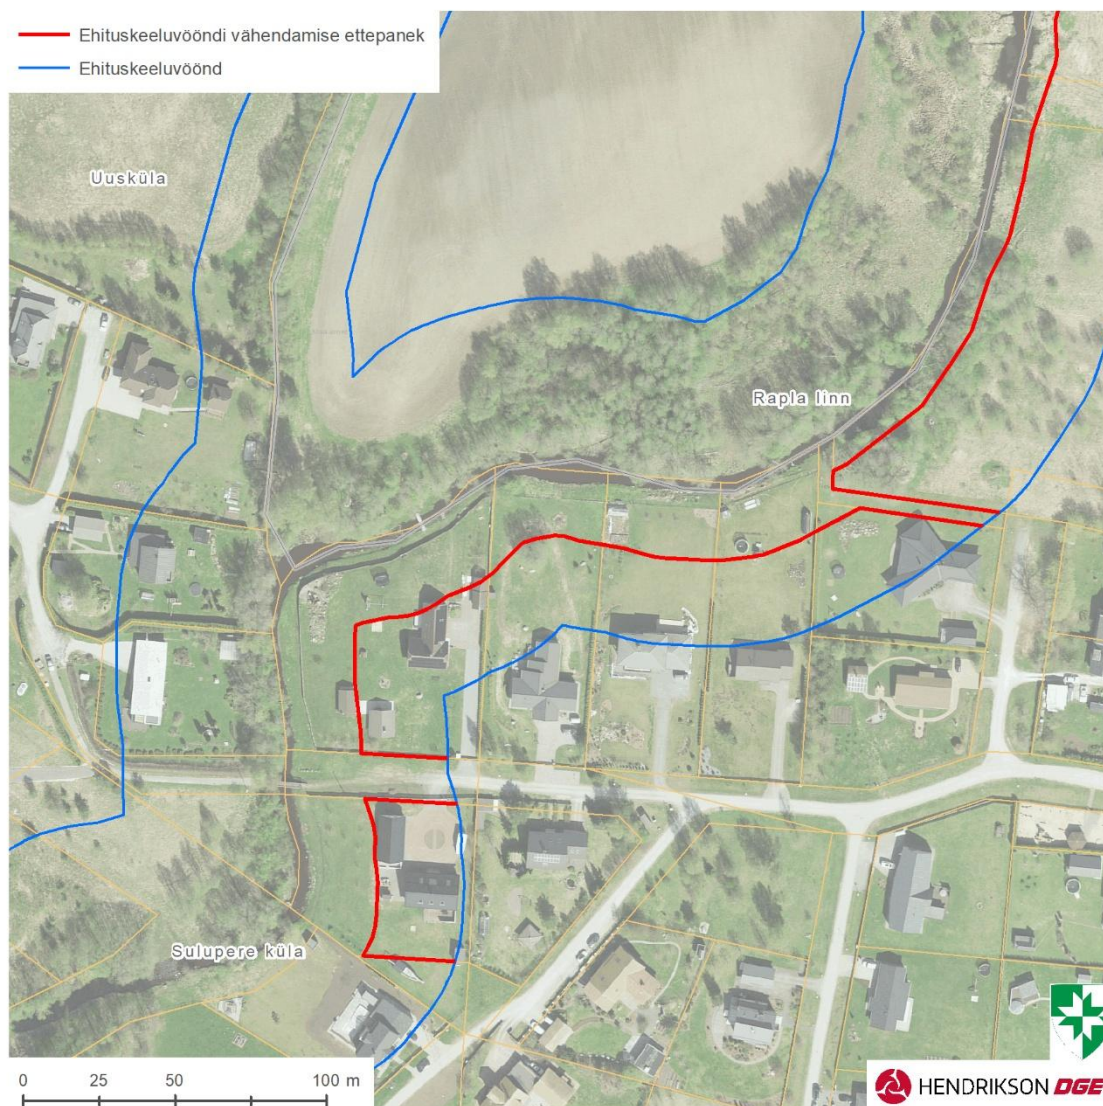 Ehituskeeluvööndi vähendamise ettepanek
Ehituskeeluvöönd
Uusküla
Rapla linn
Sulupere küla
0 25 50 100 m
HENDRIKSON DGE